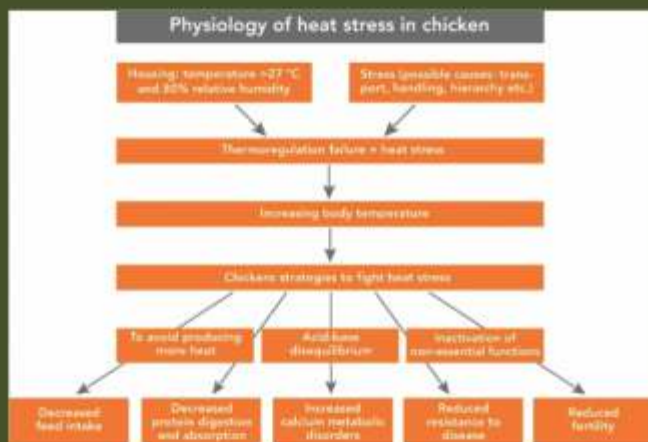 Physiology of heat stress in chicken
Housing: temperature >27 °C
and 80% relative humidity
Stress (possible causes: trans-
port, handling, hierarchy etc.)
Thermoregulation failure = heat stress
Increasing body temperature
Chickens strategies to fight heat stress
To avoid producing
more heat
Acid-base
disequilibrium
Inactivation of
non-essential functions
Decreased
feed intake
Decreased
protein digestion
and absorption
Increased
calcium metabolic
disorders
Reduced
resistance to
disease
Reduced
fertility